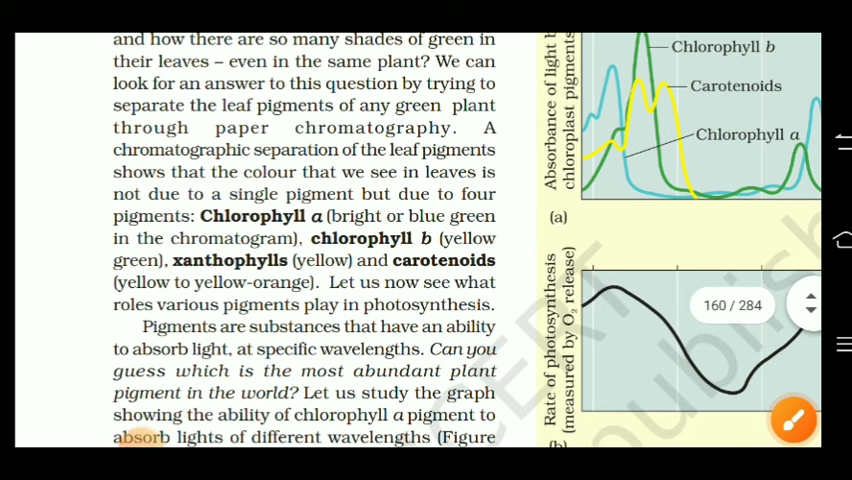 and how there are so many shades of green in
their leaves – even in the same plant? We can
look for an answer to this question by trying to
separate the leaf pigments of any green plant
through paper chromatography. A
chromatographic separation of the leaf pigments
shows that the colour that we see in leaves is
not due to a single pigment but due to four
pigments: Chlorophyll a (bright or blue green
in the chromatogram), chlorophyll b (yellow
green), xanthophylls (yellow) and carotenoids
(yellow to yellow-orange). Let us now see what
roles various pigments play in photosynthesis.
Pigments are substances that have an ability
to absorb light, at specific wavelengths. Can you
guess which is the most abundant plant
pigment in the world? Let us study the graph
showing the ability of chlorophyll a pigment to
absorb lights of different wavelengths (Figure
Absorbance of light b
chloroplast pigments
Chlorophyll b
Carotenoids
Chlorophyll a
(a)
Rate of photosynthesis
(measured by O₂ release)
160 / 284
(b)
NCERT
publish